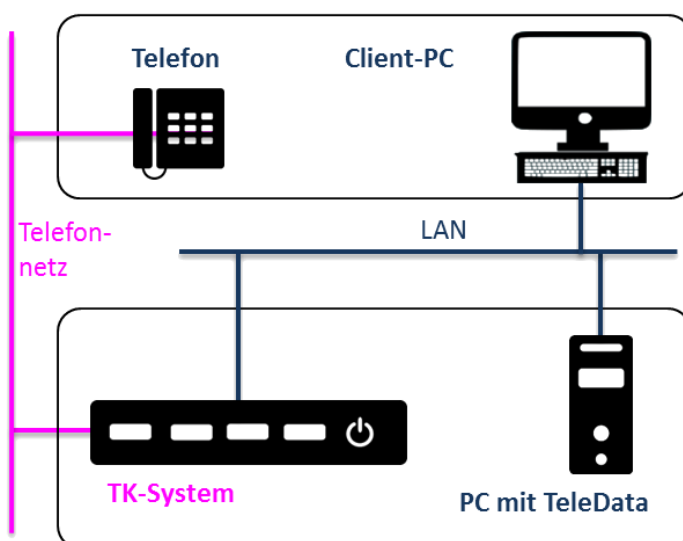 Telefon
Client-PC
Telefon-
netz
LAN
TK-System
PC mit TeleData